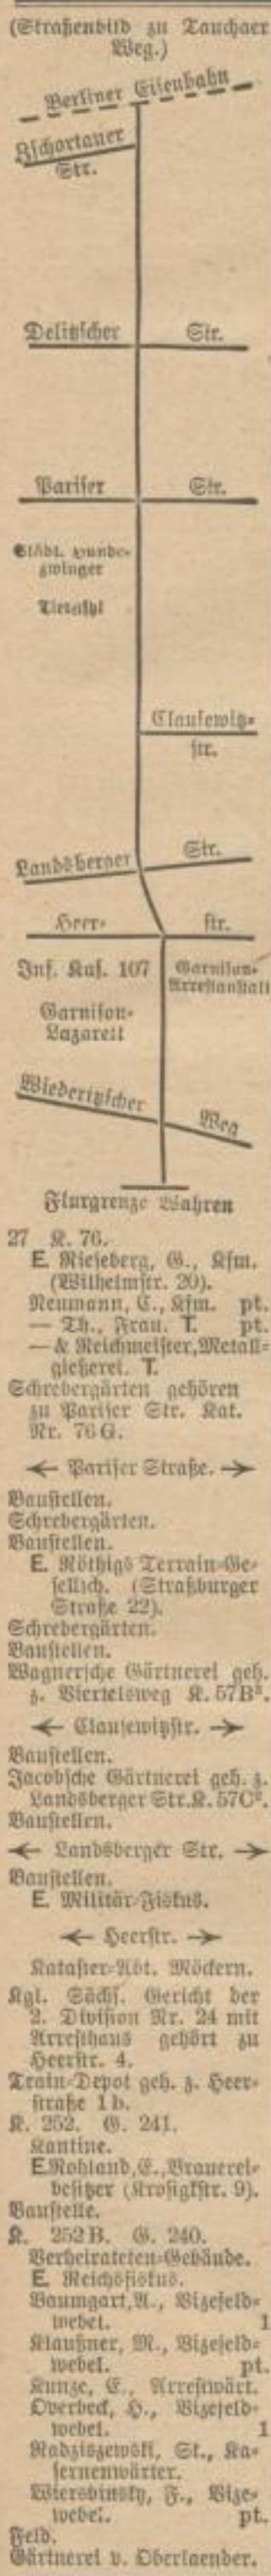 (Straßenbild zu Tauchaer
Weg.)
Berliner Eisenbahn
Zschortauer
Str.
Delitzscher Str.
Pariser Str.
Städt. Hunde-
zwinger
Tierasyl
Clausewitz-
str.
Landsberger Str.
Heer- str.
Inf. Kas. 107
Garnison-
Arrestanstalt
Garnison-
Lazarett
Wiederitzscher Weg
Flurgrenze Wahren
27 K. 76.
E. Rieseberg, G., Kfm.
(Wilhelmstr. 20).
Neumann, C., Kfm. pt.
— Th., Frau. T. pt.
— & Reichmeister, Metall-
gießerei. T.
Schrebergärten gehören
zu Pariser Str. Kat.
Nr. 76 G.
← Pariser Straße. →
Baustellen.
Schrebergärten.
Baustellen.
E. Röthigs Terrain-Ge-
sellsch. (Straßburger
Straße 22).
Schrebergärten.
Baustellen.
Wagnersche Gärtnerei geh.
z. Viertelsweg K. 57B².
← Clausewitzstr. →
Baustellen.
Jacobsche Gärtnerei geh. z.
Landsberger Str. K. 57C².
Baustellen.
← Landsberger Str. →
Baustellen.
E. Militär-Fiskus.
← Heerstr. →
Kataster-Abt. Möckern.
Kgl. Sächs. Gericht der
2. Division Nr. 24 mit
Arresthaus gehört zu
Heerstr. 4.
Train-Depot geh. z. Heer-
straße 1b.
K. 252. G. 241.
Kantine.
E. Rohland, E., Brauerei-
besitzer (Krosigkstr. 9).
Baustelle.
K. 252 B. G. 240.
Verheirateten-Gebäude.
E. Reichsfiskus.
Baumgart, A., Vizefeld-
webel. 1
Klaußner, M., Vizefeld-
webel. pt.
Kunze, E., Arrestwärt.
Overbeck, H., Vizefeld-
webel. 1
Radziszewski, St., Ka-
sernenwärter.
Wiersbinsky, F., Vize-
webel. pt.
Feld.
Gärtnerei v. Oberlaender.